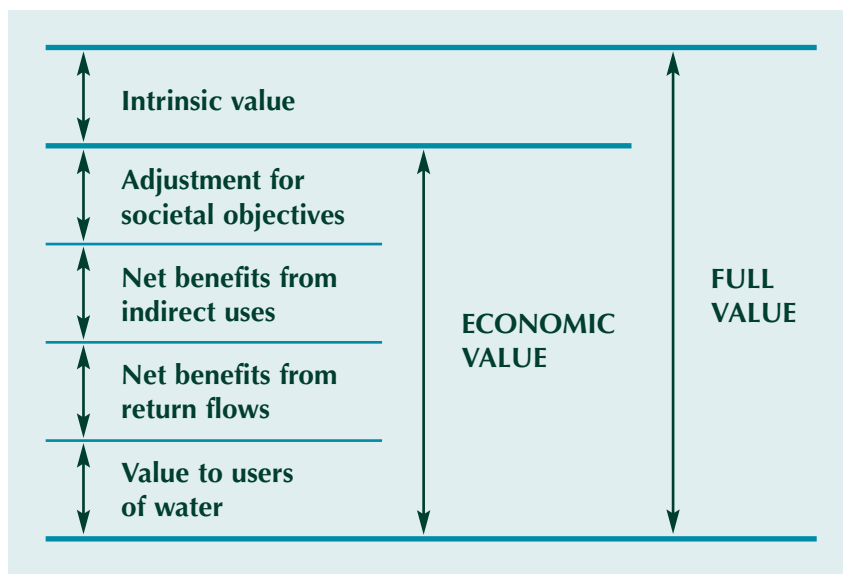 Intrinsic value
Adjustment for
societal objectives
Net benefits from
indirect uses
Net benefits from
return flows
Value to users
of water
ECONOMIC
VALUE
FULL
VALUE